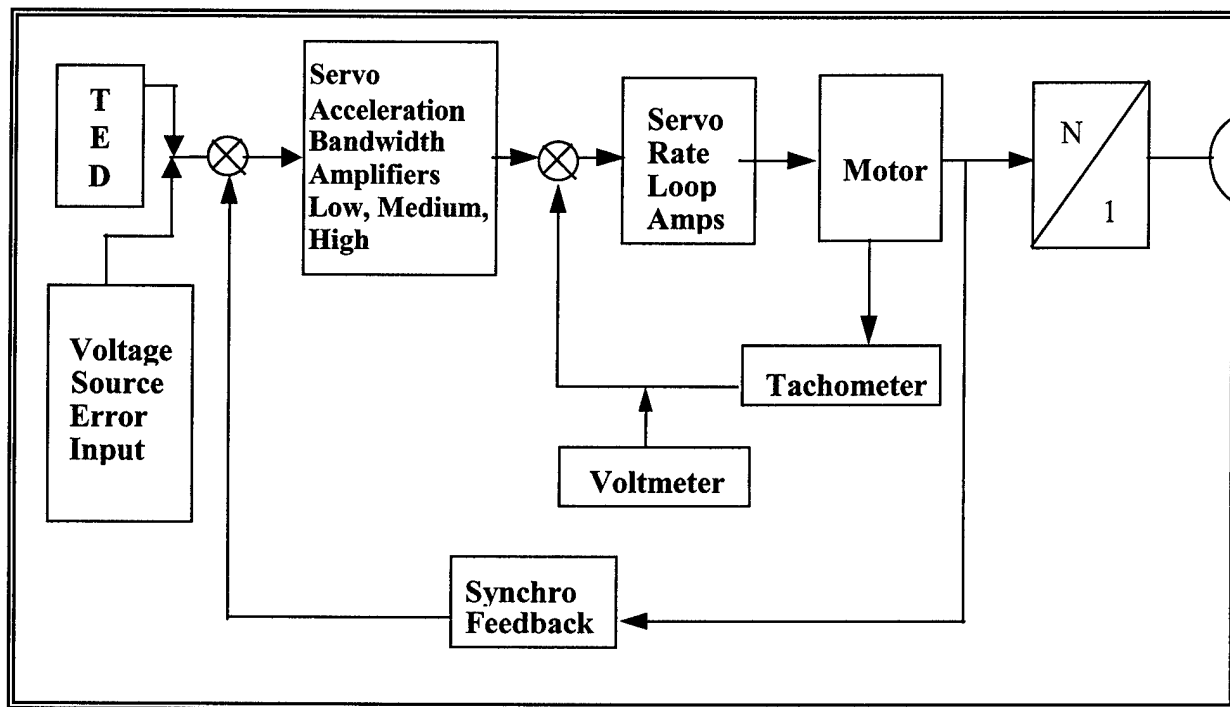 T
E
D
Servo
Acceleration
Bandwidth
Amplifiers
Low, Medium,
High
Servo
Rate
Loop
Amps
Motor
N
1
Voltage
Source
Error
Input
Tachometer
Voltmeter
Synchro
Feedback